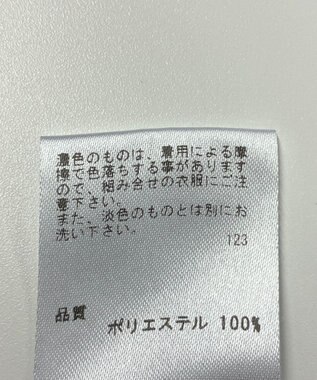 濃色のものは、着用による摩
擦で色落ちする事があります
ので、組み合せの衣服にご注
意下さい。
また、淡色のものとは別にお
洗い下さい。
123
品質
ポリエステル 100%